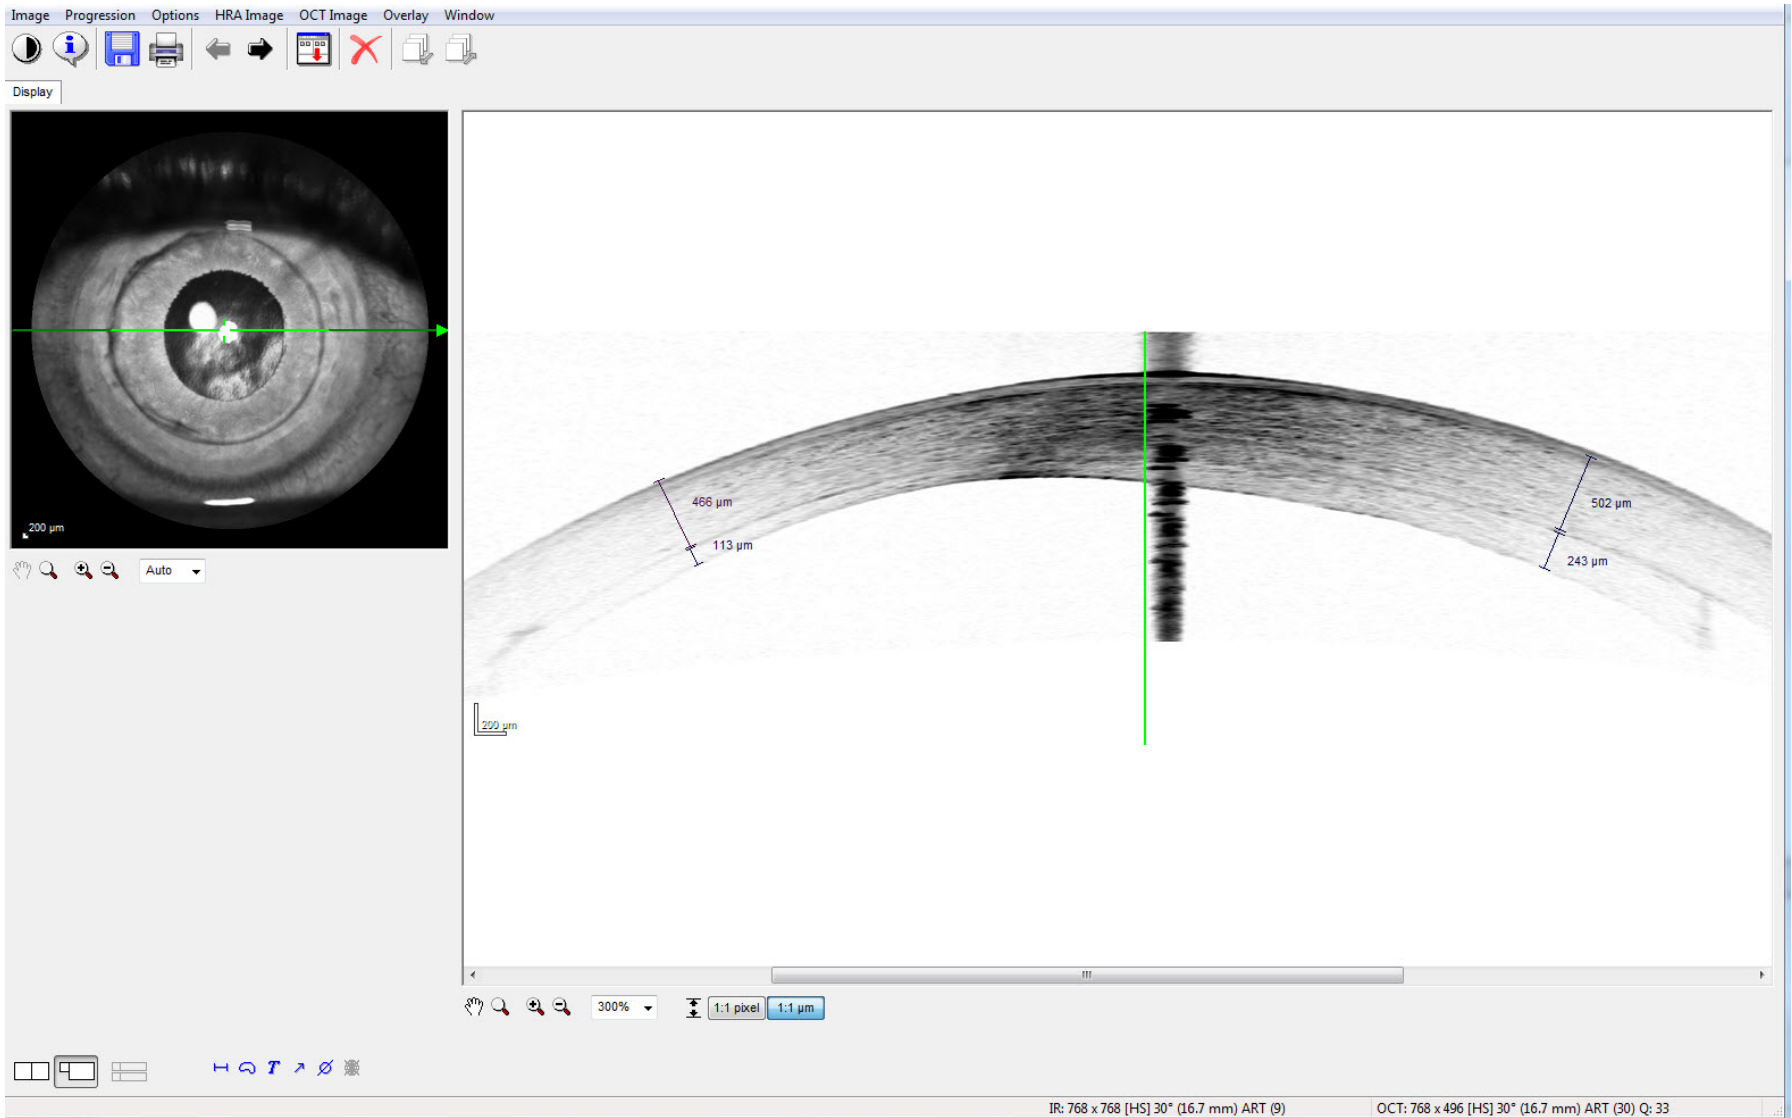 Image Progression Options HRA Image OCT Image Overlay Window
Display
200 µm
Auto
466 µm
113 µm
502 µm
243 µm
200 µm
300% 1:1 pixel 1:1 µm
IR: 768 x 768 [HS] 30° (16.7 mm) ART (9) OCT: 768 x 496 [HS] 30° (16.7 mm) ART (30) Q: 33